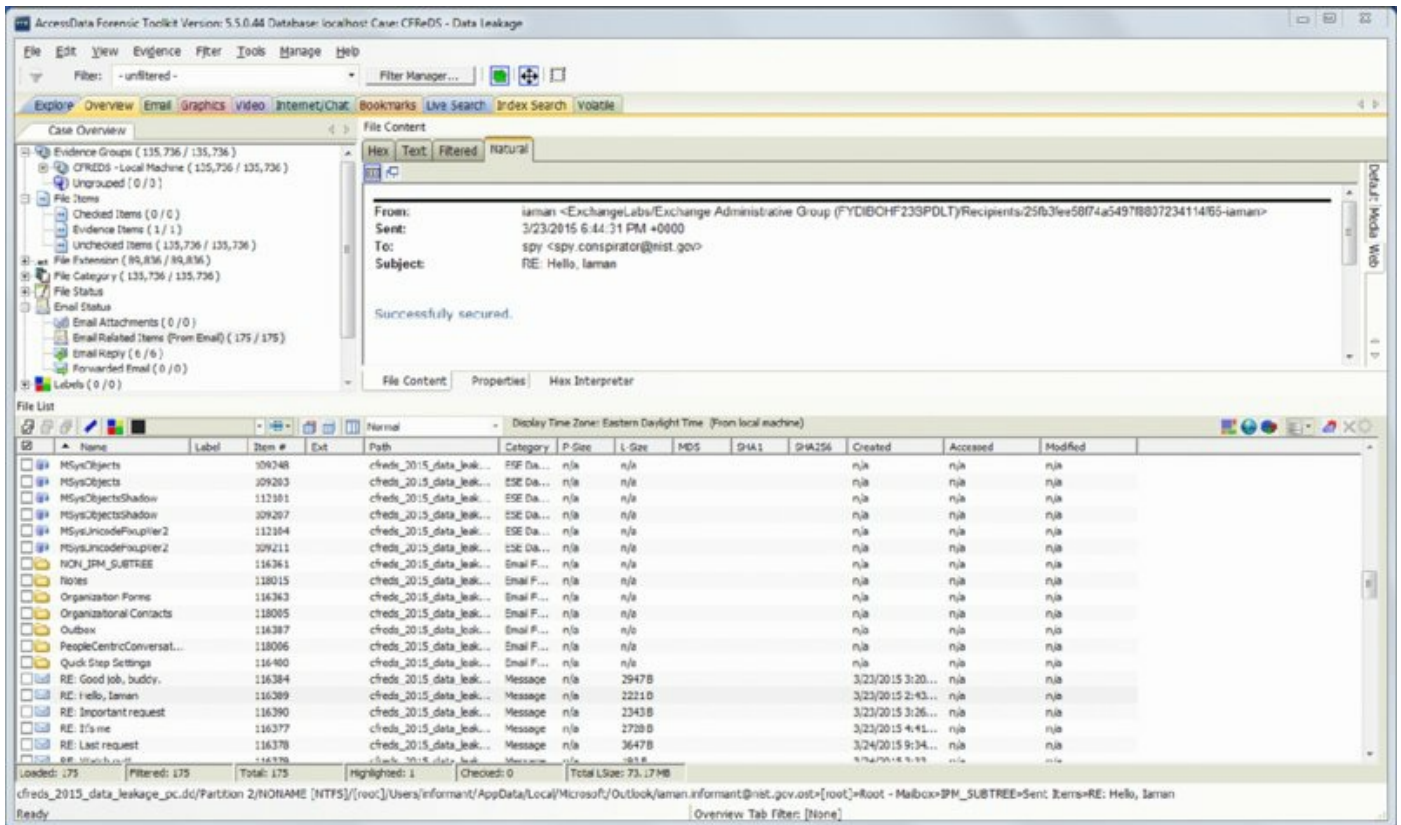 AccessData Forensic Toolkit Version: 5.5.0.44 Database: localhost Case: CFReDS - Data Leakage
File Edit View Evidence Filter Tools Manage Help
Filter: - unfiltered - Filter Manager...
Explore Overview Email Graphics Video Internet/Chat Bookmarks Live Search Index Search Volatile
Case Overview
Evidence Groups ( 135,736 / 135,736 )
CFREDS - Local Machine ( 135,736 / 135,736 )
Ungrouped ( 0 / 0 )
File Items
Checked Items ( 0 / 0 )
Evidence Items ( 1 / 1 )
Unchecked Items ( 135,736 / 135,736 )
File Extension ( 89,836 / 89,836 )
File Category ( 135,736 / 135,736 )
File Status
Email Status
Email Attachments ( 0 / 0 )
Email Related Items (From Email) ( 175 / 175 )
Email Reply ( 6 / 6 )
Forwarded Email ( 0 / 0 )
Labels ( 0 / 0 )
File Content
Hex Text Filtered Natural
From: iaman <ExchangeLabs/Exchange Administrative Group (FYDIBOHF23SPDLT)/Recipients/
Sent: 3/23/2015 6:44:31 PM +0000
To: spy <spy.conspirator@nist.gov>
Subject: RE: Hello, Iaman
Successfully secured.
Default Media Web
File Content Properties Hex Interpreter
File List
Normal Display Time Zone: Eastern Daylight Time (From local machine)
Name Label Item # Ext Path Category P-Size L-Size MD5 SHA1 SHA256 Created Accessed Modified
MSysObjects 109248 cfreds_2015_data_leak... ESE Da... n/a n/a n/a n/a n/a
MSysObjects 109203 cfreds_2015_data_leak... ESE Da... n/a n/a n/a n/a n/a
MSysObjectsShadow 112101 cfreds_2015_data_leak... ESE Da... n/a n/a n/a n/a n/a
MSysObjectsShadow 109207 cfreds_2015_data_leak... ESE Da... n/a n/a n/a n/a n/a
MSysUnicodeFixupVer2 112104 cfreds_2015_data_leak... ESE Da... n/a n/a n/a n/a n/a
MSysUnicodeFixupVer2 109211 cfreds_2015_data_leak... ESE Da... n/a n/a n/a n/a n/a
NON_IPM_SUBTREE 116361 cfreds_2015_data_leak... Email F... n/a n/a n/a n/a n/a
Notes 118015 cfreds_2015_data_leak... Email F... n/a n/a n/a n/a n/a
Organization Forms 116363 cfreds_2015_data_leak... Email F... n/a n/a n/a n/a n/a
Organizational Contacts 118005 cfreds_2015_data_leak... Email F... n/a n/a n/a n/a n/a
Outbox 116387 cfreds_2015_data_leak... Email F... n/a n/a n/a n/a n/a
PeopleCentricConversat... 118006 cfreds_2015_data_leak... Email F... n/a n/a n/a n/a n/a
Quick Step Settings 116400 cfreds_2015_data_leak... Email F... n/a n/a n/a n/a n/a
RE: Good job, buddy. 116384 cfreds_2015_data_leak... Message n/a 2947 B 3/23/2015 3:20... n/a n/a
RE: Hello, Iaman 116389 cfreds_2015_data_leak... Message n/a 2221 B 3/23/2015 2:43... n/a n/a
RE: Important request 116390 cfreds_2015_data_leak... Message n/a 2343 B 3/23/2015 3:26... n/a n/a
RE: It's me 116377 cfreds_2015_data_leak... Message n/a 2728 B 3/23/2015 4:41... n/a n/a
RE: Last request 116378 cfreds_2015_data_leak... Message n/a 3647 B 3/24/2015 9:34... n/a n/a
RE: Watch out!
Loaded: 175 Filtered: 175 Total: 175 Highlighted: 1 Checked: 0 Total LSize: 73.17 MB
cfreds_2015_data_leakage_pc.dd/Partition 2/NONAME [NTFS]/[root]/Users/informant/AppData/Local/Microsoft/Outlook/iaman.informant@nist.gov.ost>[root]>Root - Mailbox>IPM_SUBTREE>Sent Items>RE: Hello, Iaman
Ready Overview Tab Filter: [None]